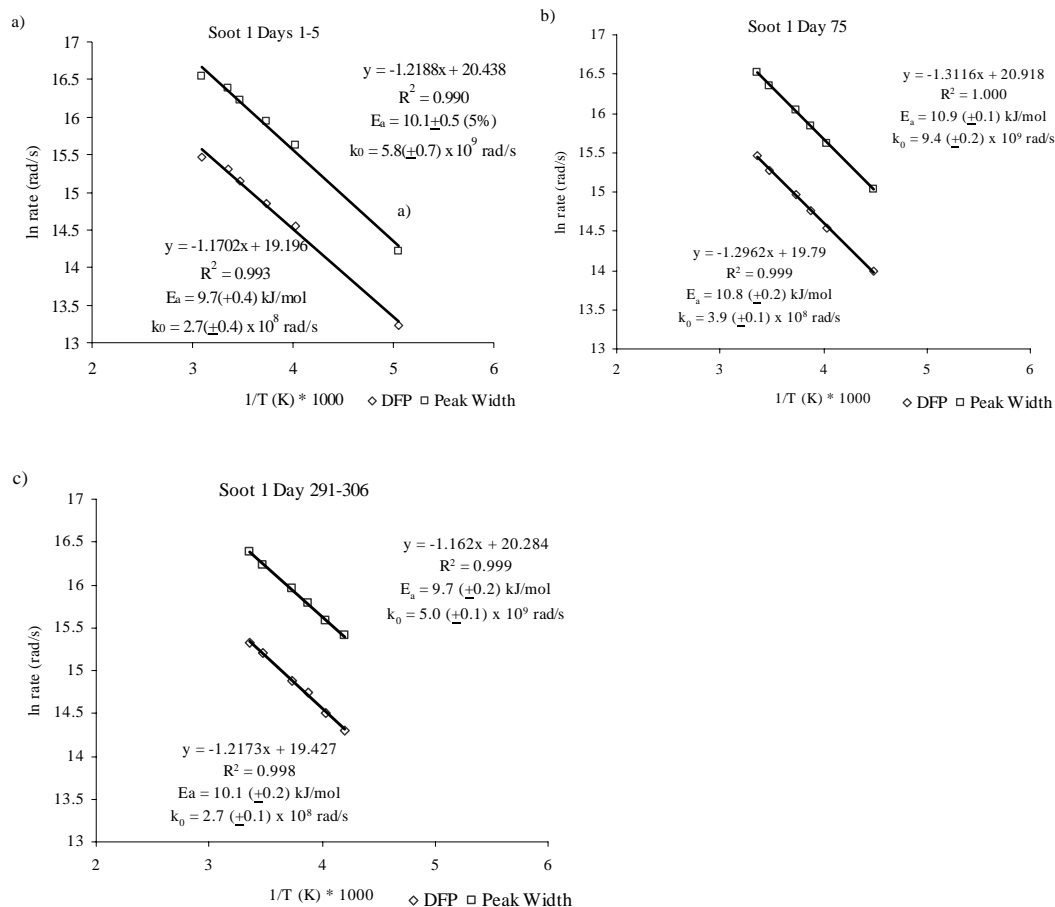 a)
Soot 1 Days 1-5
17
16.5
16
15.5
15
14.5
14
13.5
13
ln rate (rad/s)
y = -1.2188x + 20.438
R² = 0.990
Eₐ = 10.1±0.5 (5%)
k₀ = 5.8(±0.7) x 10⁹ rad/s
a)
y = -1.1702x + 19.196
R² = 0.993
Eₐ = 9.7(+0.4) kJ/mol
k₀ = 2.7(±0.4) x 10⁸ rad/s
2 3 4 5 6
1/T (K) * 1000 ◇ DFP □ Peak Width
b)
Soot 1 Day 75
17
16.5
16
15.5
15
14.5
14
13.5
13
ln rate (rad/s)
y = -1.3116x + 20.918
R² = 1.000
Eₐ = 10.9 (±0.1) kJ/mol
k₀ = 9.4 (±0.2) x 10⁹ rad/s
y = -1.2962x + 19.79
R² = 0.999
Eₐ = 10.8 (±0.2) kJ/mol
k₀ = 3.9 (±0.1) x 10⁸ rad/s
2 3 4 5 6
1/T (K) * 1000 ◇ DFP □ Peak Width
c)
Soot 1 Day 291-306
17
16.5
16
15.5
15
14.5
14
13.5
13
ln rate (rad/s)
y = -1.162x + 20.284
R² = 0.999
Eₐ = 9.7 (±0.2) kJ/mol
k₀ = 5.0 (±0.1) x 10⁹ rad/s
y = -1.2173x + 19.427
R² = 0.998
Ea = 10.1 (±0.2) kJ/mol
k₀ = 2.7 (±0.1) x 10⁸ rad/s
2 3 4 5 6
1/T (K) * 1000 ◇ DFP □ Peak Width